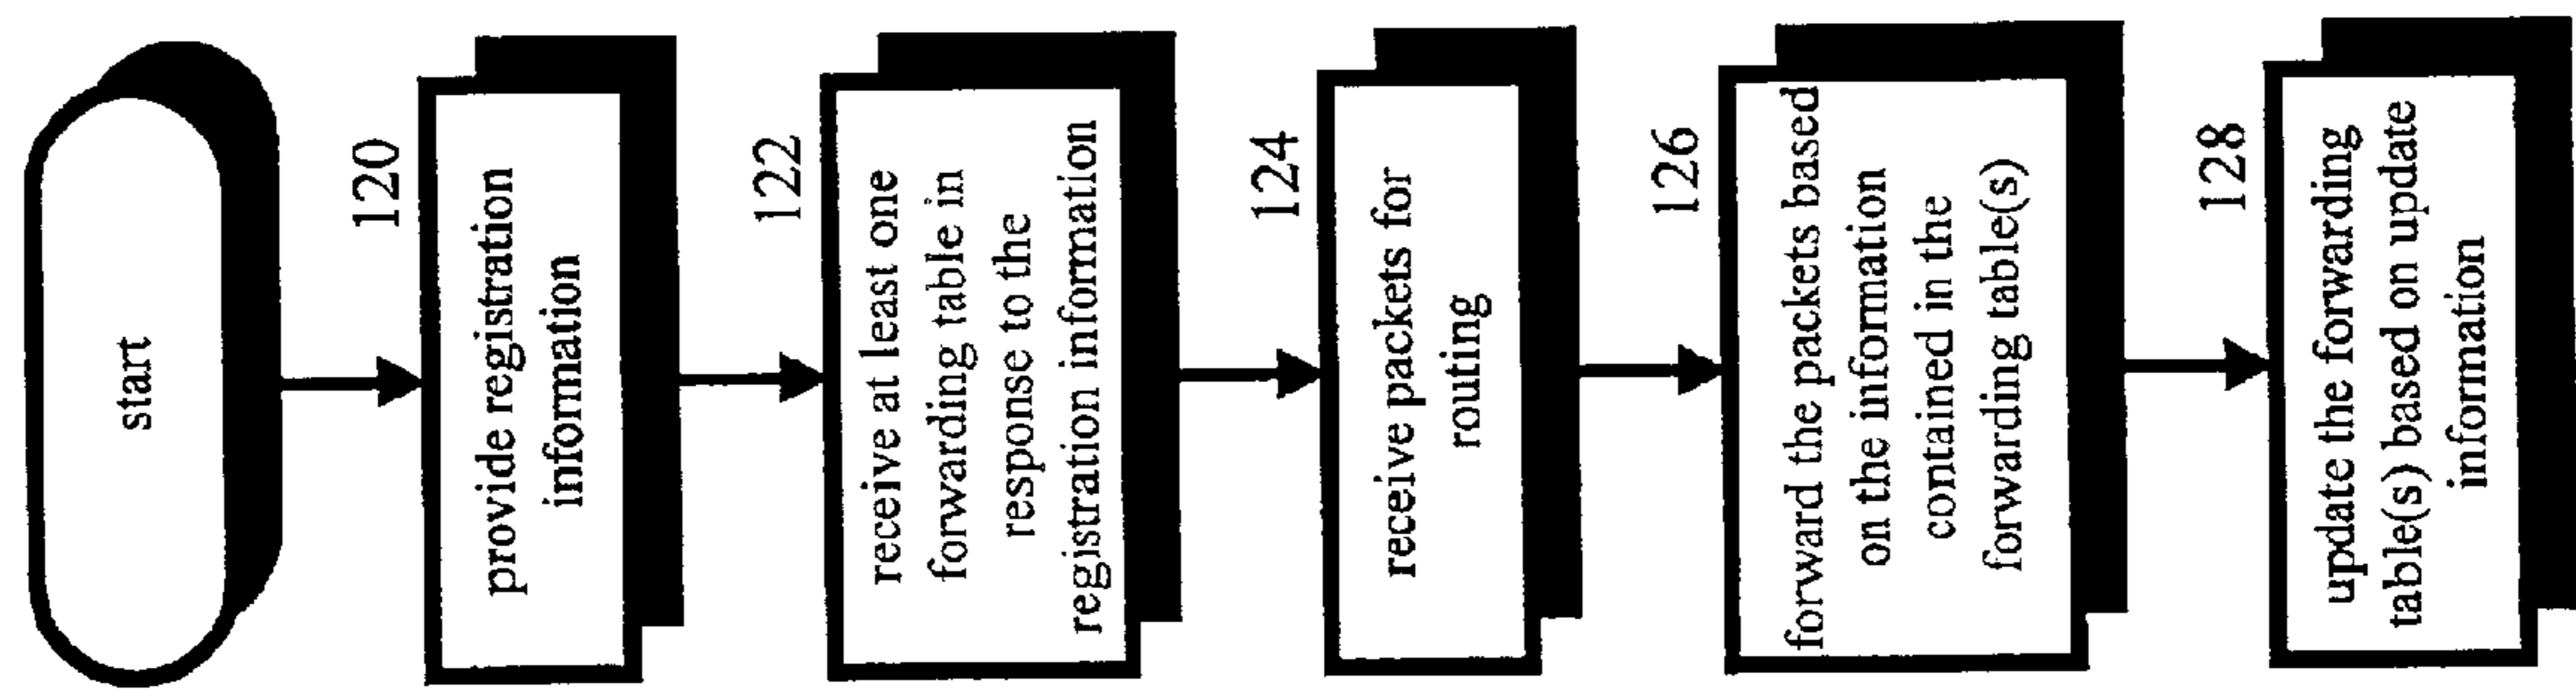 start
120
provide registration
information
122
receive at least one
forwarding table in
response to the
registration information
124
receive packets for
routing
126
forward the packets based
on the information
contained in the
forwarding table(s)
128
update the forwarding
table(s) based on update
information